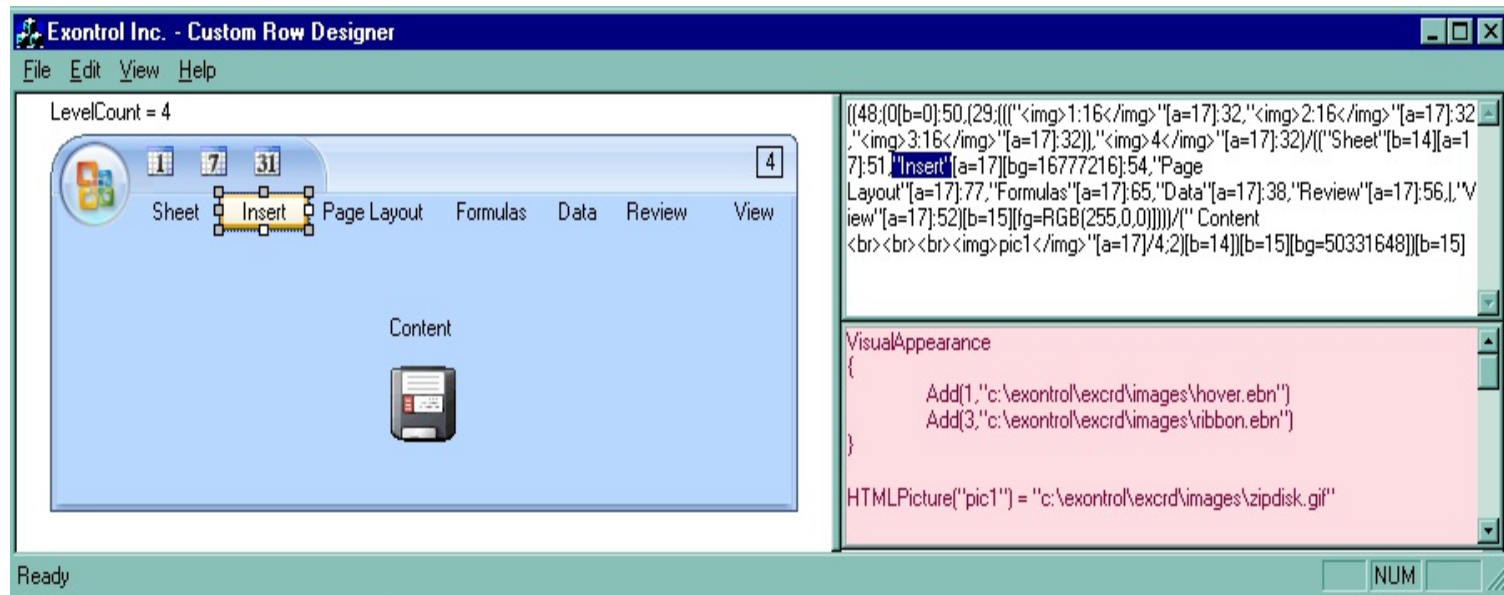 Exontrol Inc. - Custom Row Designer
File Edit View Help
LevelCount = 4
1 7 31
4
Sheet Insert Page Layout Formulas Data Review View
Content
((48;(0[b=0]:50,(29;((("<img>1:16</img>"[a=17]:32,"<img>2:16</img>"[a=17]:32
,"<img>3:16</img>"[a=17]:32)),"<img>4</img>"[a=17]:32)/(("Sheet"[b=14][a=1
7]:51,"Insert"[a=17][bg=16777216]:54,"Page
Layout"[a=17]:77,"Formulas"[a=17]:65,"Data"[a=17]:38,"Review"[a=17]:56,|,"V
iew"[a=17]:52)[b=15][fg=RGB(255,0,0)]))))/(" Content
<br><br><br><img>pic1</img>"[a=17]/4;2)[b=14])[b=15][bg=50331648])[b=15]
VisualAppearance
{
Add(1,"c:\exontrol\excrd\images\hover.ebn")
Add(3,"c:\exontrol\excrd\images\ribbon.ebn")
}
HTMLPicture("pic1") = "c:\exontrol\excrd\images\zipdisk.gif"
Ready
NUM